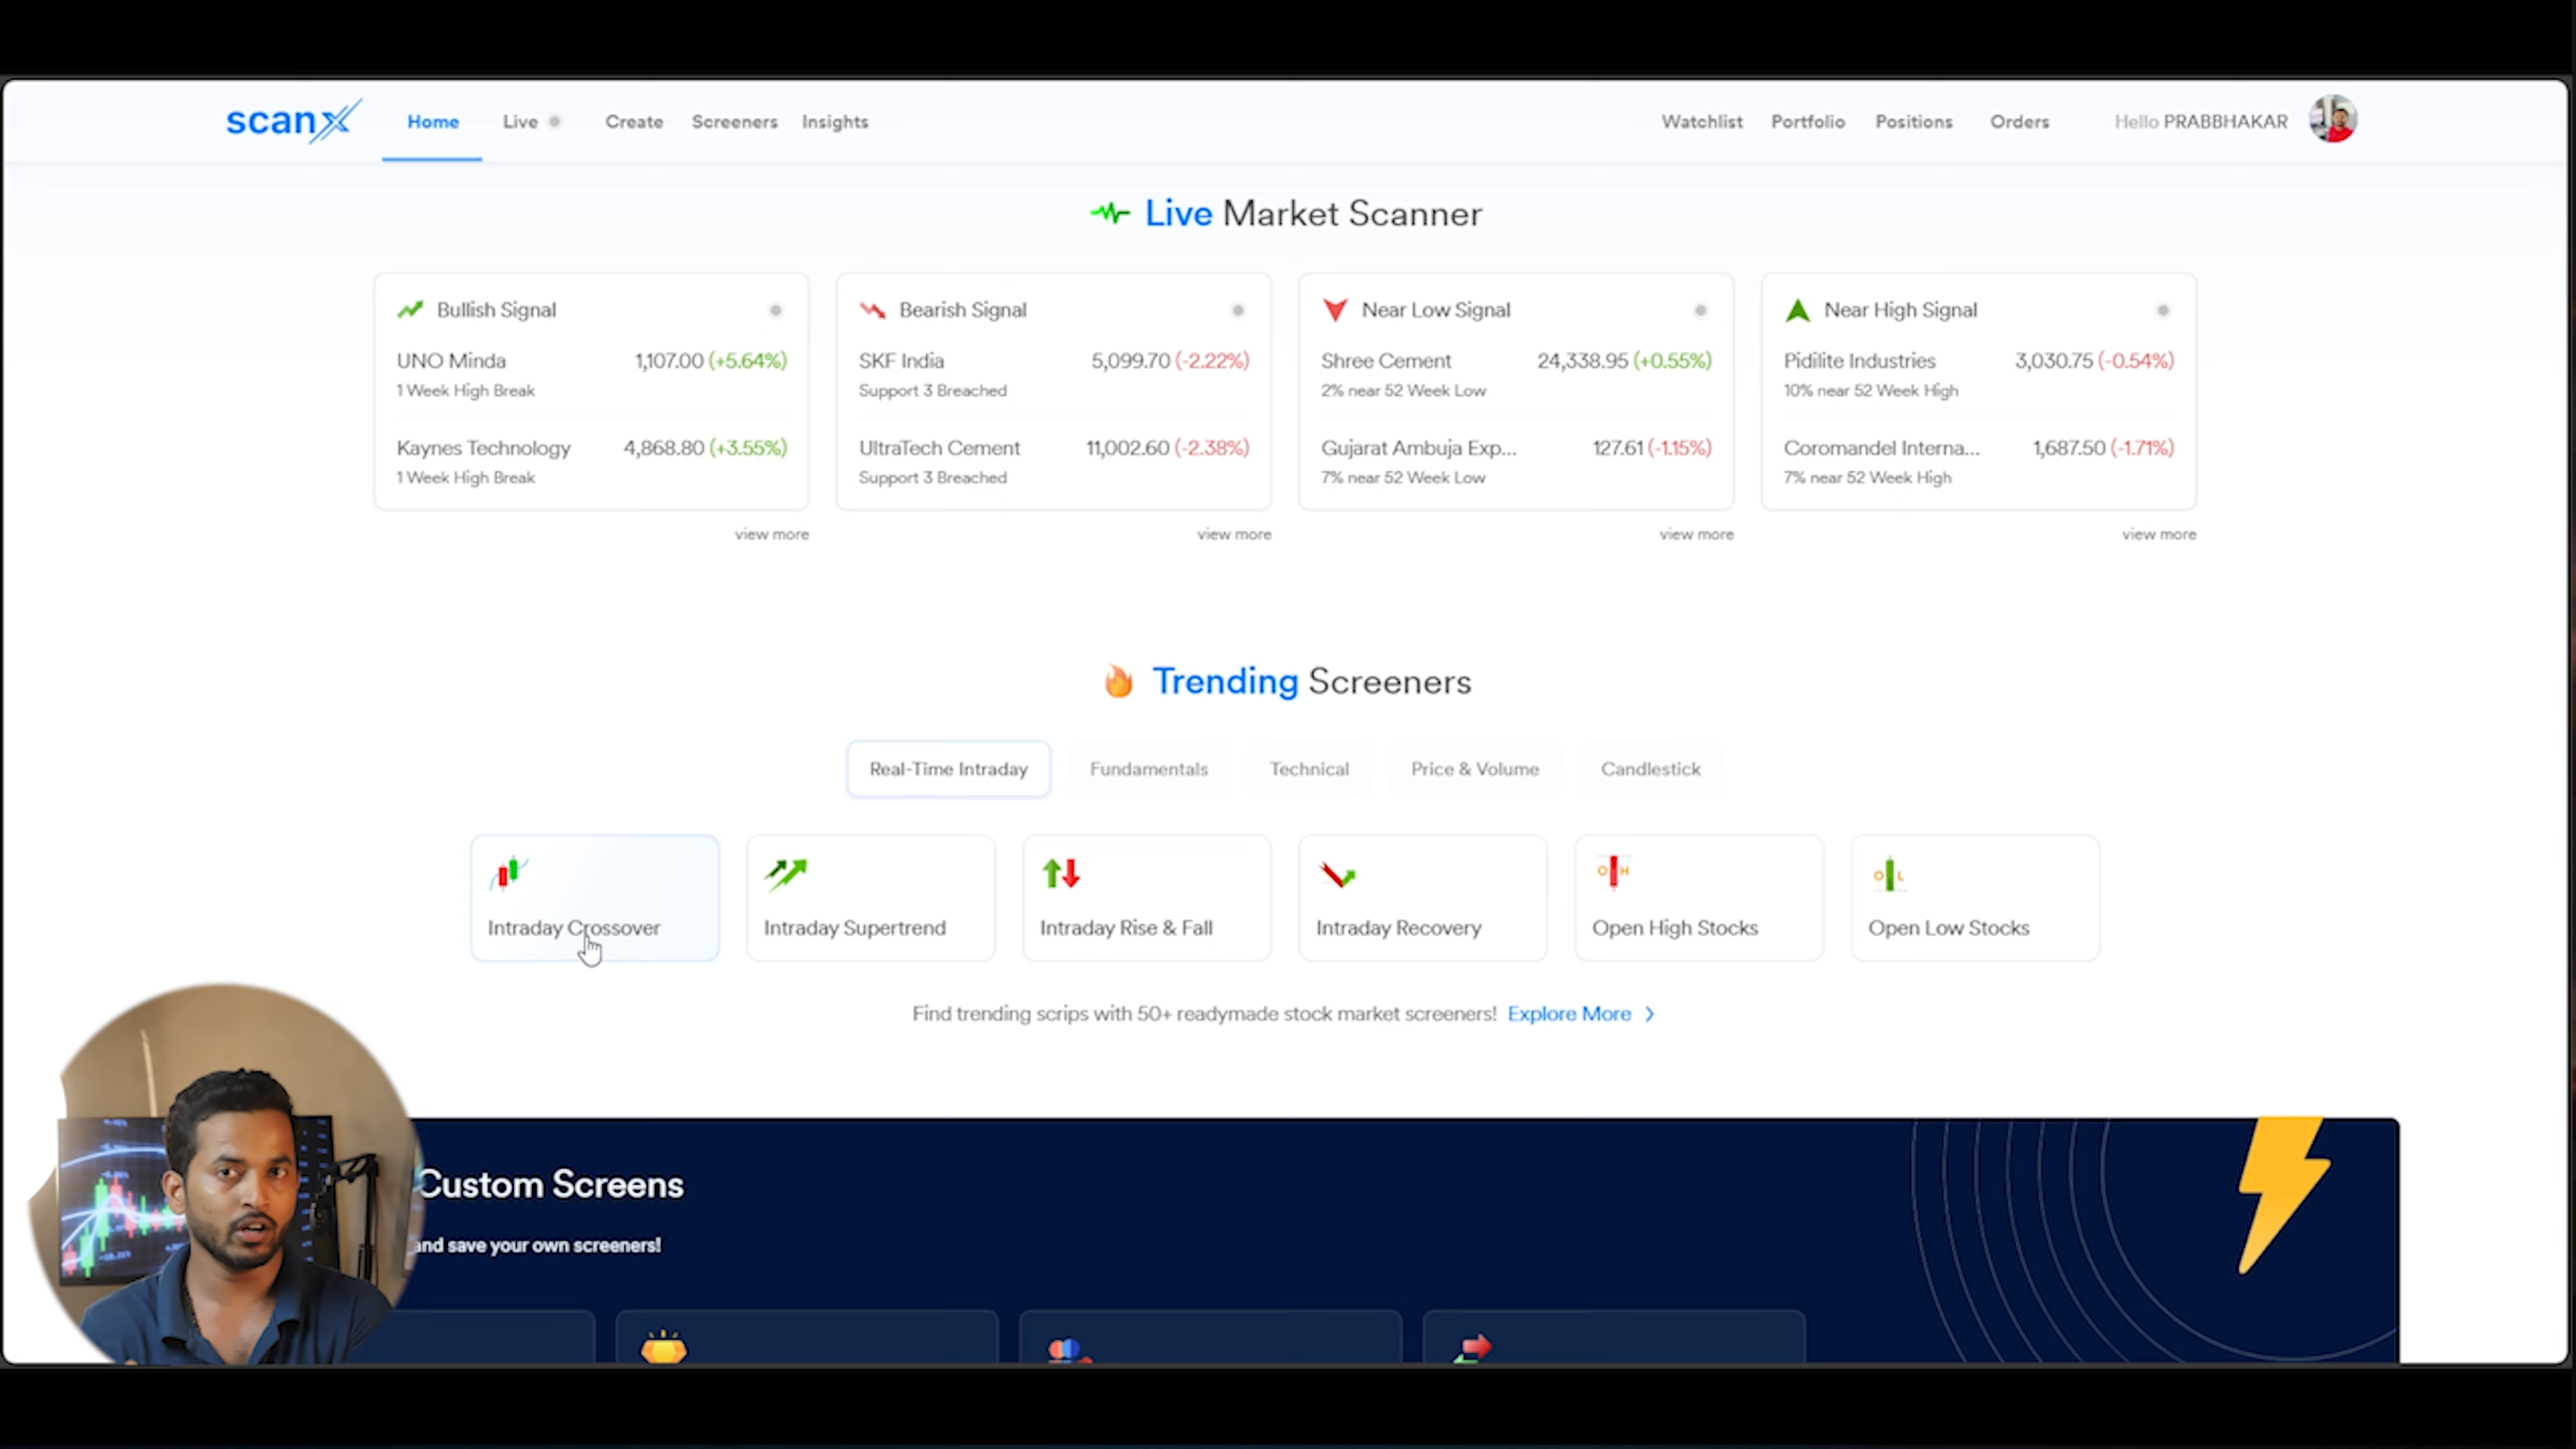 scanx
Home
Live
Create
Screeners
Insights
Watchlist
Portfolio
Positions
Orders
Hello PRABBHAKAR
Live Market Scanner
Bullish Signal
UNO Minda 1,107.00 (+5.64%)
1 Week High Break
Kaynes Technology 4,868.80 (+3.55%)
1 Week High Break
view more
Bearish Signal
SKF India 5,099.70 (-2.22%)
Support 3 Breached
UltraTech Cement 11,002.60 (-2.38%)
Support 3 Breached
view more
Near Low Signal
Shree Cement 24,338.95 (+0.55%)
2% near 52 Week Low
Gujarat Ambuja Exp... 127.61 (-1.15%)
7% near 52 Week Low
view more
Near High Signal
Pidilite Industries 3,030.75 (-0.54%)
10% near 52 Week High
Coromandel Interna... 1,687.50 (-1.71%)
7% near 52 Week High
view more
Trending Screeners
Real-Time Intraday
Fundamentals
Technical
Price & Volume
Candlestick
Intraday Crossover
Intraday Supertrend
Intraday Rise & Fall
Intraday Recovery
O H
Open High Stocks
O L
Open Low Stocks
Find trending scrips with 50+ readymade stock market screeners! Explore More >
Custom Screens
and save your own screeners!